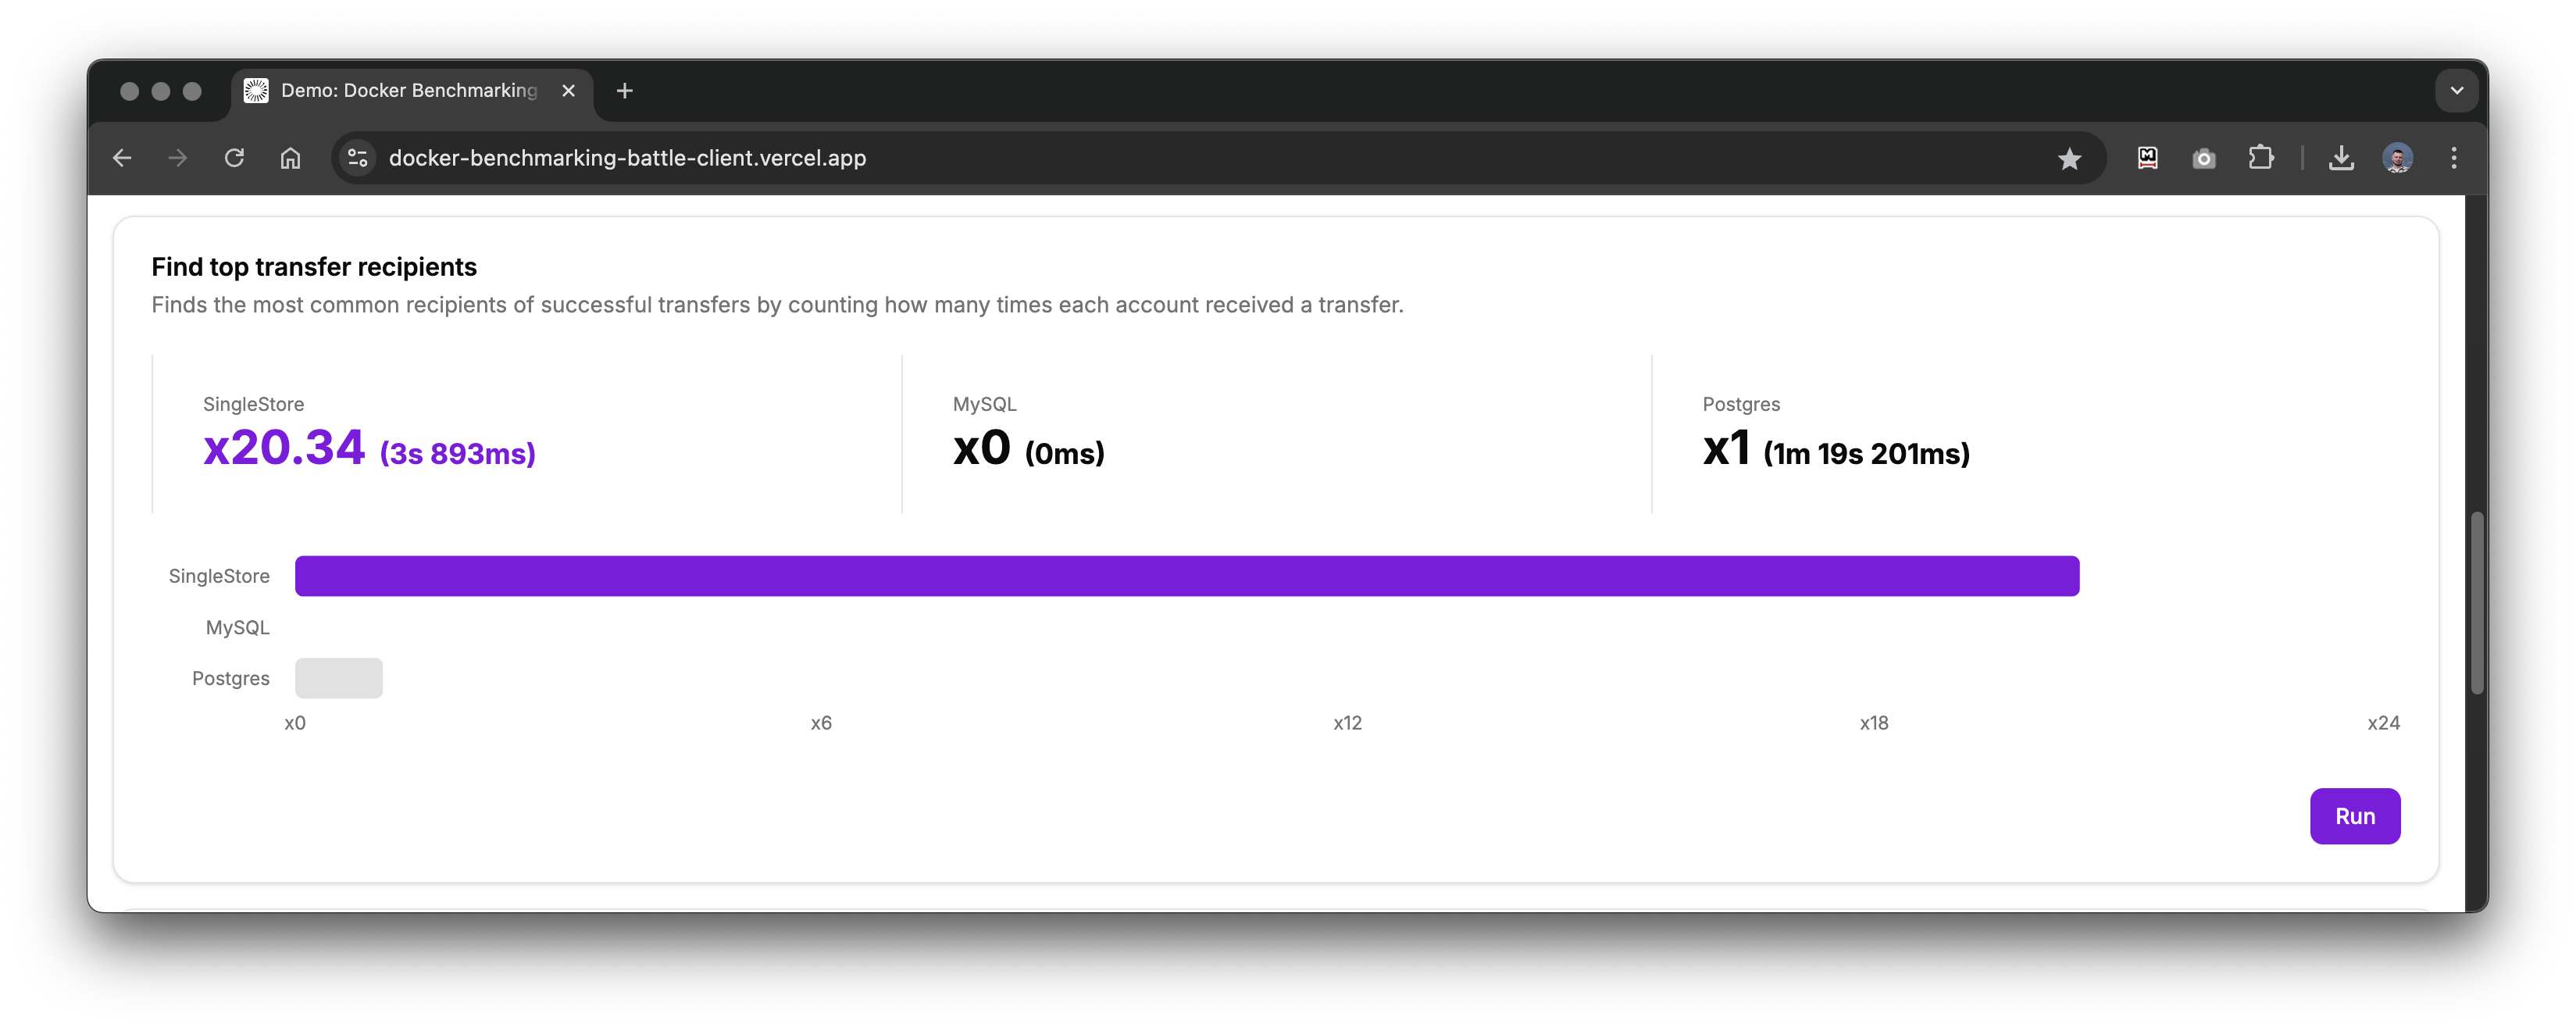 Demo: Docker Benchmarking
docker-benchmarking-battle-client.vercel.app
Find top transfer recipients
Finds the most common recipients of successful transfers by counting how many times each account received a transfer.
SingleStore
x20.34 (3s 893ms)
MySQL
x0 (0ms)
Postgres
x1 (1m 19s 201ms)
SingleStore
MySQL
Postgres
x0 x6 x12 x18 x24
Run